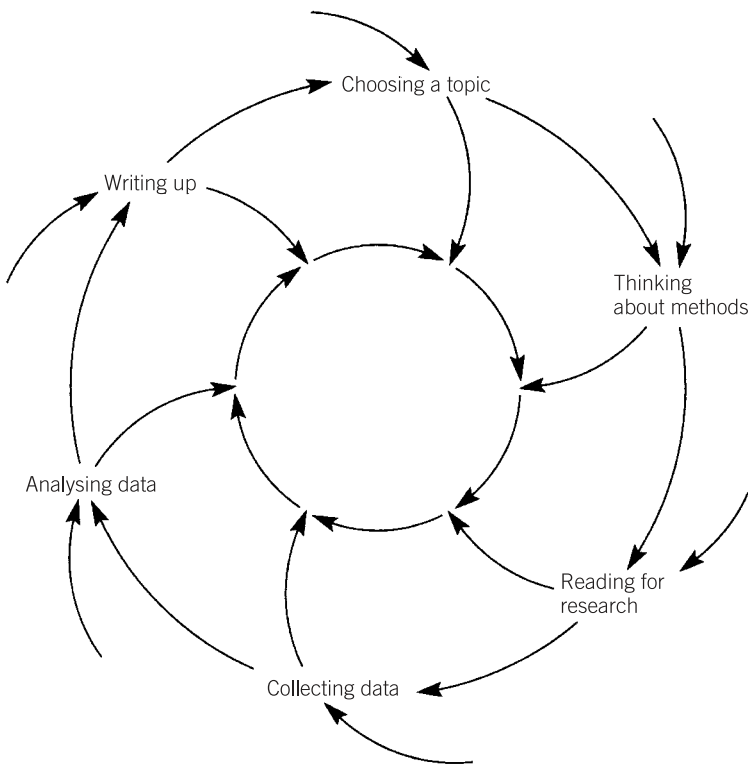 Choosing a topic
Writing up
Thinking
about methods
Analysing data
Reading for
research
Collecting data